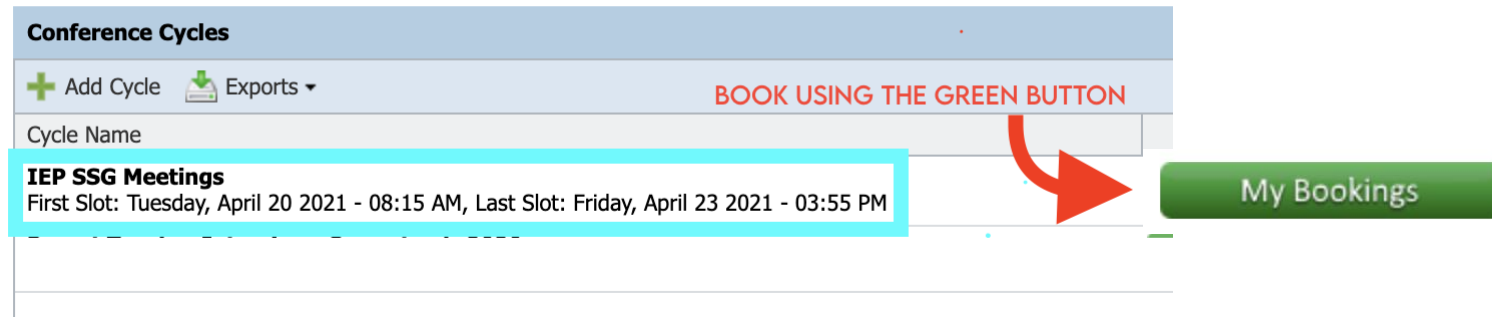 Conference Cycles
Add Cycle Exports
BOOK USING THE GREEN BUTTON
Cycle Name
IEP SSG Meetings
First Slot: Tuesday, April 20 2021 - 08:15 AM, Last Slot: Friday, April 23 2021 - 03:55 PM
My Bookings